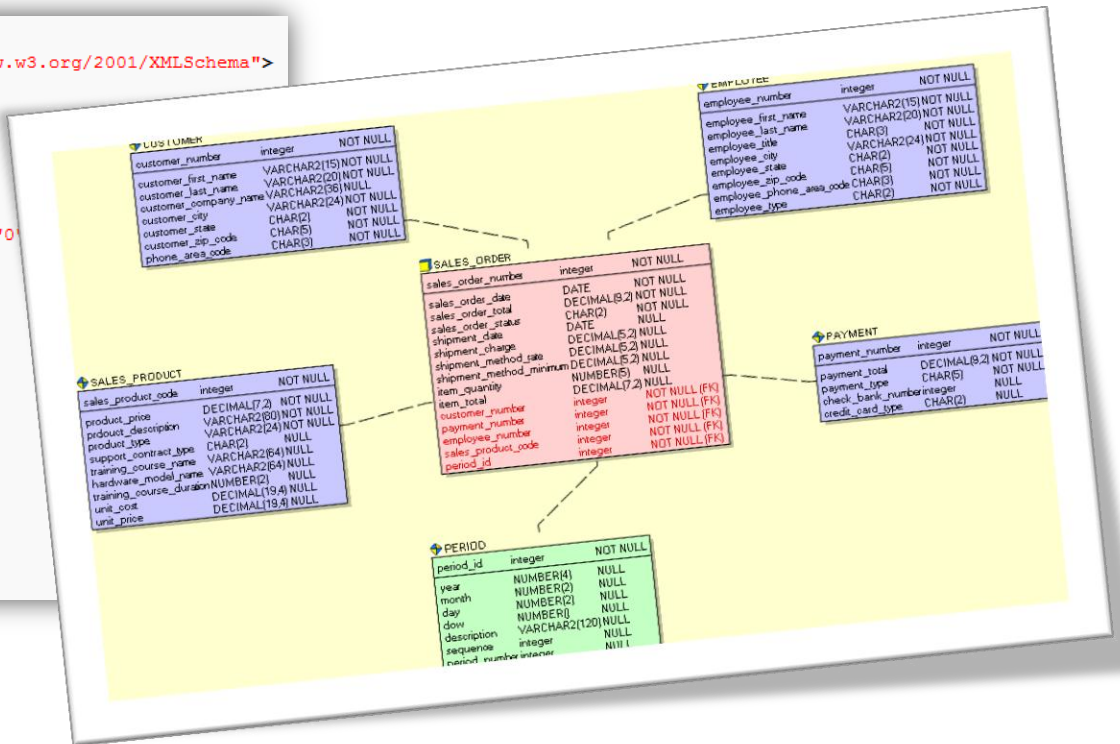 .w3.org/2001/XMLSchema">
"0"
CUSTOMER
customer_number integer NOT NULL
customer_first_name VARCHAR2(15) NOT NULL
customer_last_name VARCHAR2(20) NOT NULL
customer_company_name VARCHAR2(36) NULL
customer_city VARCHAR2(24) NOT NULL
customer_state CHAR(2) NOT NULL
customer_zip_code CHAR(5) NOT NULL
phone_area_code CHAR(3) NOT NULL
EMPLOYEE
employee_number integer NOT NULL
employee_first_name VARCHAR2(15) NOT NULL
employee_last_name VARCHAR2(20) NOT NULL
employee_title CHAR(3) NOT NULL
employee_city VARCHAR2(24) NOT NULL
employee_state CHAR(2) NOT NULL
employee_zip_code CHAR(5) NOT NULL
employee_phone_area_code CHAR(3) NOT NULL
employee_type CHAR(2) NOT NULL
SALES_ORDER
sales_order_number integer NOT NULL
sales_order_date DATE NOT NULL
sales_order_total DECIMAL(9,2) NOT NULL
sales_order_status CHAR(2) NOT NULL
shipment_date DATE NULL
shipment_charge DECIMAL(5,2) NULL
shipment_method_rate DECIMAL(5,2) NULL
shipment_method_minimum DECIMAL(5,2) NULL
item_quantity NUMBER(5) NULL
item_total DECIMAL(7,2) NULL
customer_number integer NOT NULL (FK)
payment_number integer NOT NULL (FK)
employee_number integer NOT NULL (FK)
sales_product_code integer NOT NULL (FK)
period_id integer NOT NULL (FK)
PAYMENT
payment_number integer NOT NULL
payment_total DECIMAL(9,2) NOT NULL
payment_type CHAR(5) NOT NULL
check_bank_number integer NULL
credit_card_type CHAR(2) NULL
SALES_PRODUCT
sales_product_code integer NOT NULL
product_price DECIMAL(7,2) NOT NULL
prdouct_description VARCHAR2(80) NOT NULL
product_type VARCHAR2(24) NOT NULL
support_contract_type CHAR(2) NULL
training_course_name VARCHAR2(64) NULL
hardware_model_name VARCHAR2(64) NULL
training_course_duration NUMBER(2) NULL
unit_cost DECIMAL(19,4) NULL
unit_price DECIMAL(19,4) NULL
PERIOD
period_id integer NOT NULL
year NUMBER(4) NULL
month NUMBER(2) NULL
day NUMBER(2) NULL
dow NUMBER() NULL
description VARCHAR2(120) NULL
sequence integer NULL
period_number integer NULL